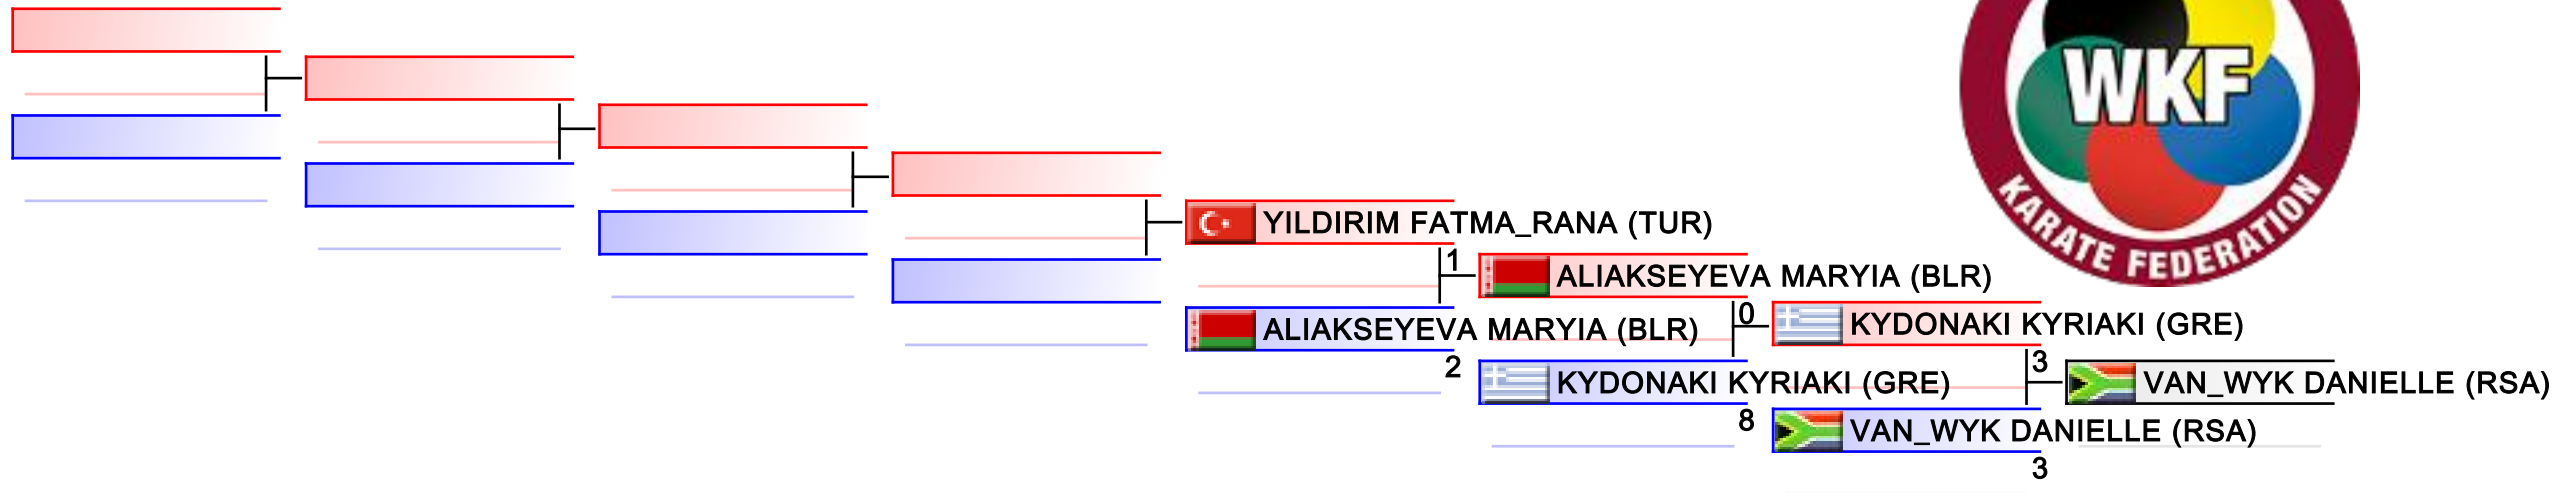 WKF
KARATE FEDERATION
YILDIRIM FATMA_RANA (TUR)
1
ALIAKSEYEVA MARYIA (BLR)
0
ALIAKSEYEVA MARYIA (BLR)
2
KYDONAKI KYRIAKI (GRE)
3
KYDONAKI KYRIAKI (GRE)
8
VAN_WYK DANIELLE (RSA)
VAN_WYK DANIELLE (RSA)
3